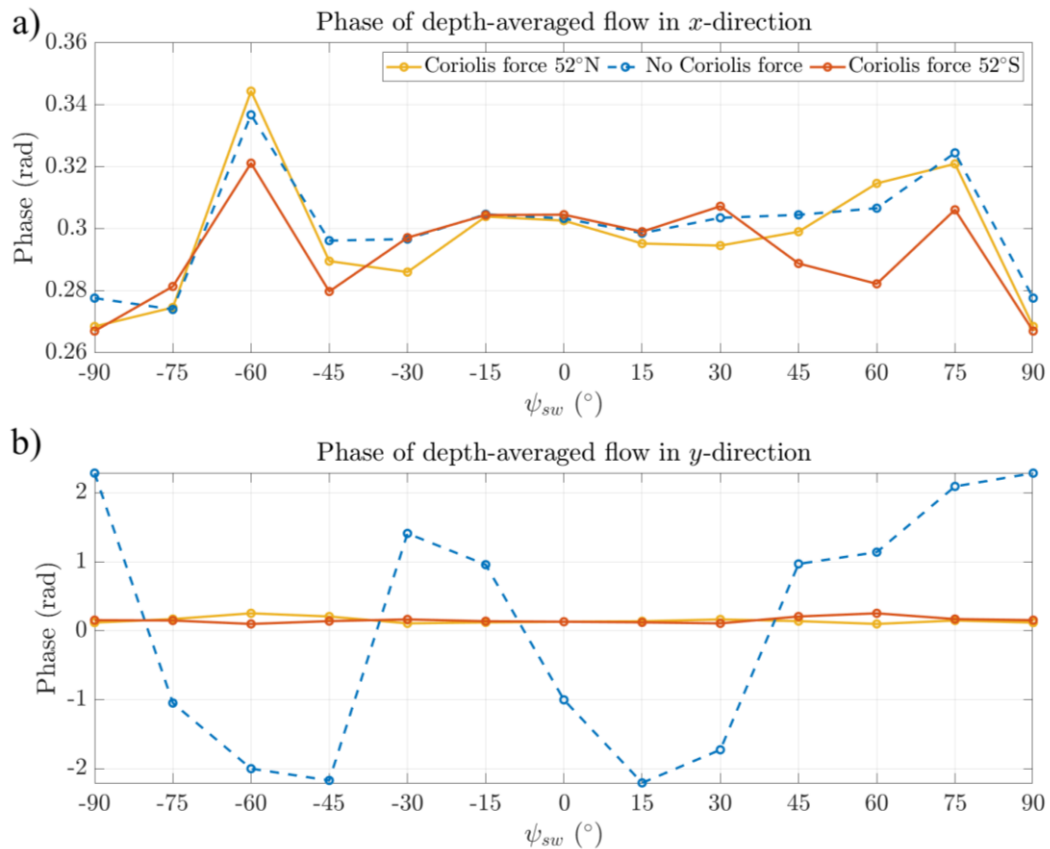 a)
Phase of depth-averaged flow in x-direction
Coriolis force 52°N No Coriolis force Coriolis force 52°S
0.36
0.34
0.32
0.3
0.28
0.26
Phase (rad)
-90 -75 -60 -45 -30 -15 0 15 30 45 60 75 90
ψsw (°)
b)
Phase of depth-averaged flow in y-direction
2
1
0
-1
-2
Phase (rad)
-90 -75 -60 -45 -30 -15 0 15 30 45 60 75 90
ψsw (°)